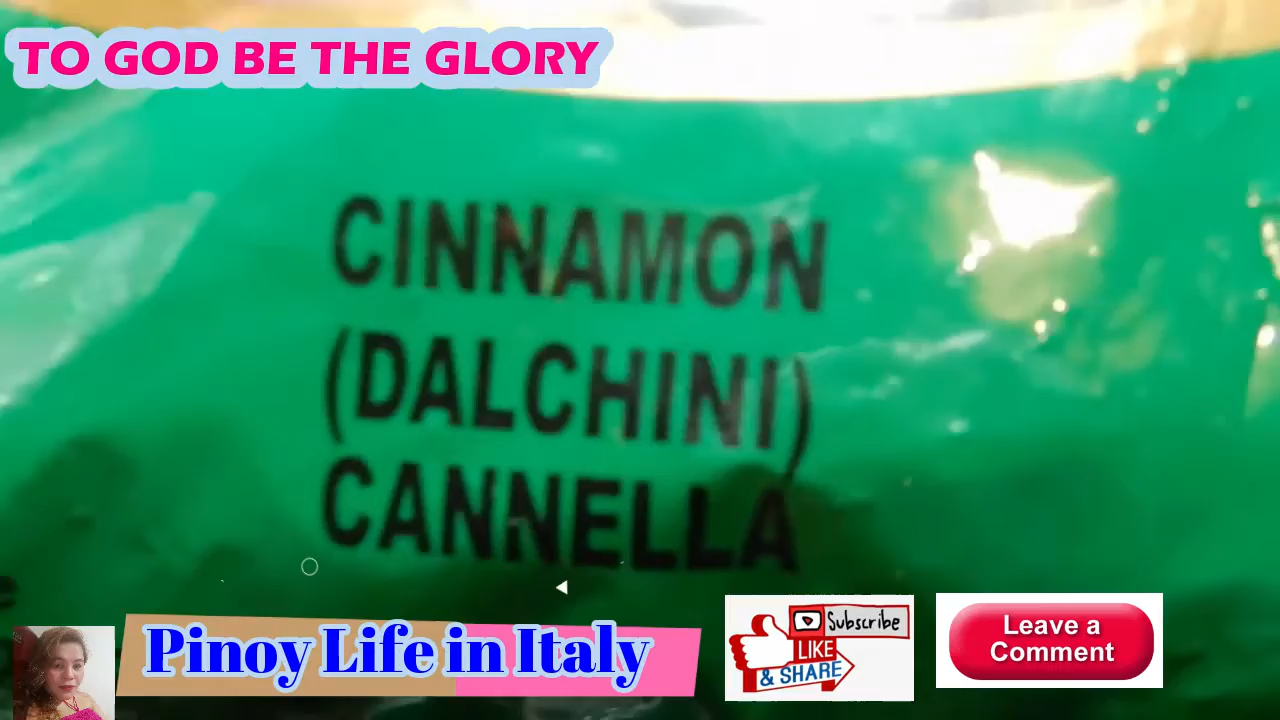 TO GOD BE THE GLORY
CINNAMON
(DALCHINI)
CANNELLA
Pinoy Life in Italy
Subscribe
LIKE
& SHARE
Leave a
Comment